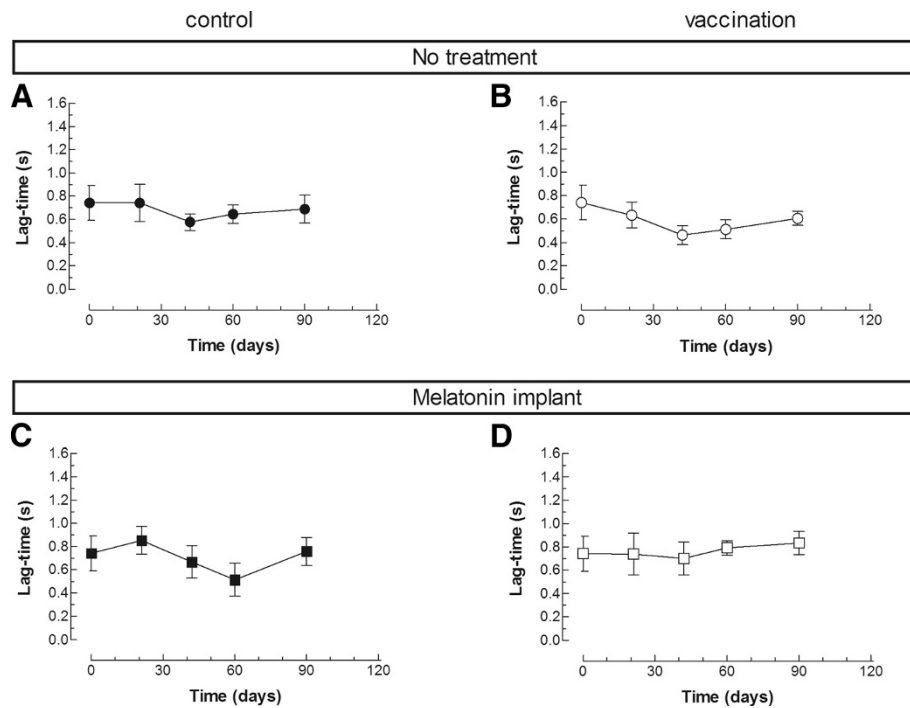 control vaccination
No treatment
A B
1.6 1.6
1.4 1.4
1.2 1.2
1.0 1.0
0.8 0.8
0.6 0.6
0.4 0.4
0.2 0.2
0.0 0.0
Lag-time (s) Lag-time (s)
0 30 60 90 120 0 30 60 90 120
Time (days) Time (days)
Melatonin implant
C D
1.6 1.6
1.4 1.4
1.2 1.2
1.0 1.0
0.8 0.8
0.6 0.6
0.4 0.4
0.2 0.2
0.0 0.0
Lag-time (s) Lag-time (s)
0 30 60 90 120 0 30 60 90 120
Time (days) Time (days)